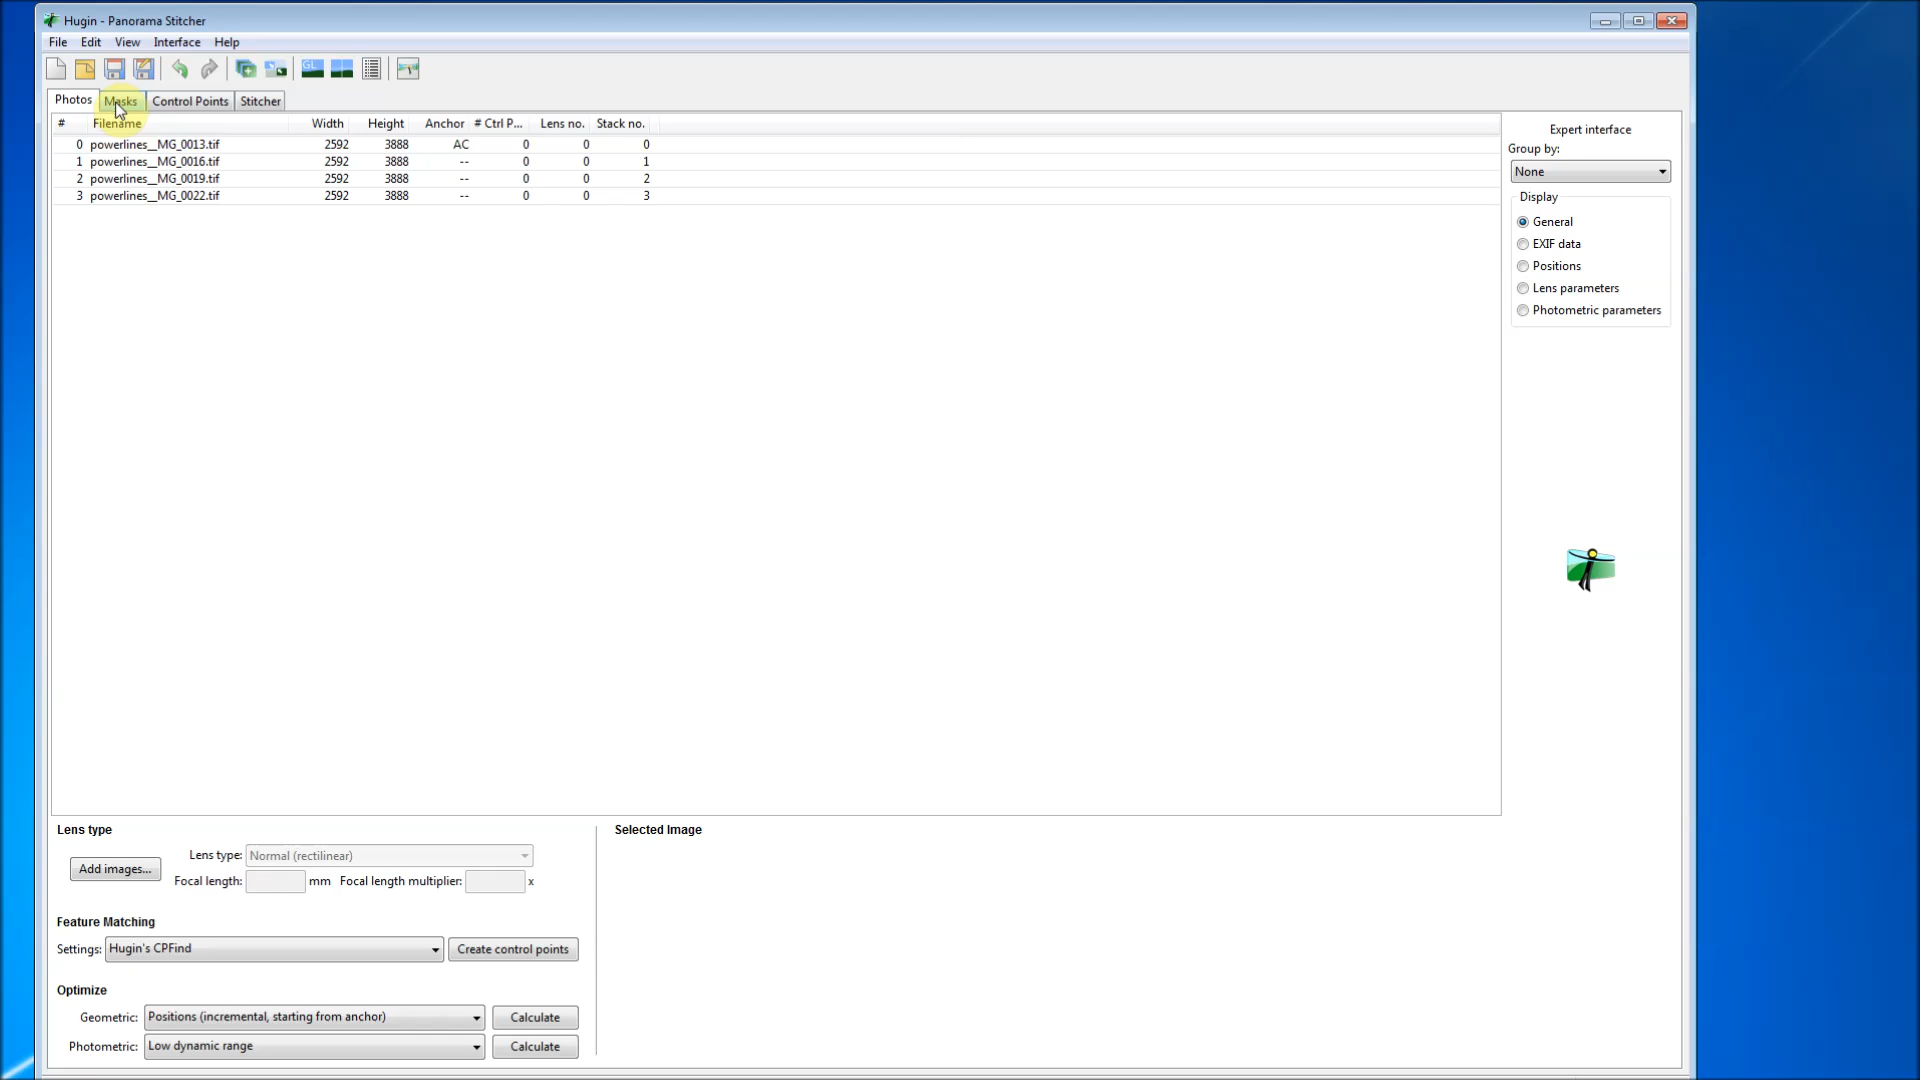 Hugin - Panorama Stitcher
File Edit View Interface Help
GL
Photos Masks Control Points Stitcher
# Filename Width Height Anchor # Ctrl P... Lens no. Stack no.
0 powerlines__MG_0013.tif 2592 3888 AC 0 0 0
1 powerlines__MG_0016.tif 2592 3888 -- 0 0 1
2 powerlines__MG_0019.tif 2592 3888 -- 0 0 2
3 powerlines__MG_0022.tif 2592 3888 -- 0 0 3
Expert interface
Group by:
None
Display
General
EXIF data
Positions
Lens parameters
Photometric parameters
Lens type
Add images...
Lens type: Normal (rectilinear)
Focal length: mm Focal length multiplier: x
Feature Matching
Settings: Hugin's CPFind Create control points
Optimize
Geometric: Positions (incremental, starting from anchor) Calculate
Photometric: Low dynamic range Calculate
Selected Image